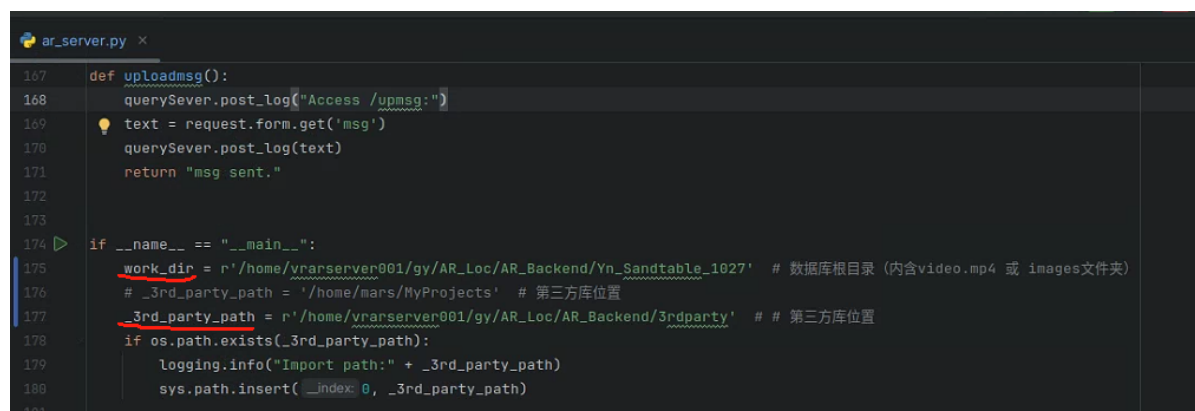 ar_server.py ×
167 def uploadmsg():
168 querySever.post_log("Access /upmsg:")
169 text = request.form.get('msg')
170 querySever.post_log(text)
171 return "msg sent."
172
173
174 if __name__ == "__main__":
175 work_dir = r'/home/vrarserver001/gy/AR_Loc/AR_Backend/Yn_Sandtable_1027' # 数据库根目录（内含video.mp4 或 images文件夹）
176 # _3rd_party_path = '/home/mars/MyProjects' # 第三方库位置
177 _3rd_party_path = r'/home/vrarserver001/gy/AR_Loc/AR_Backend/3rdparty' # # 第三方库位置
178 if os.path.exists(_3rd_party_path):
179 logging.info("Import path:" + _3rd_party_path)
180 sys.path.insert( __index: 0, _3rd_party_path)